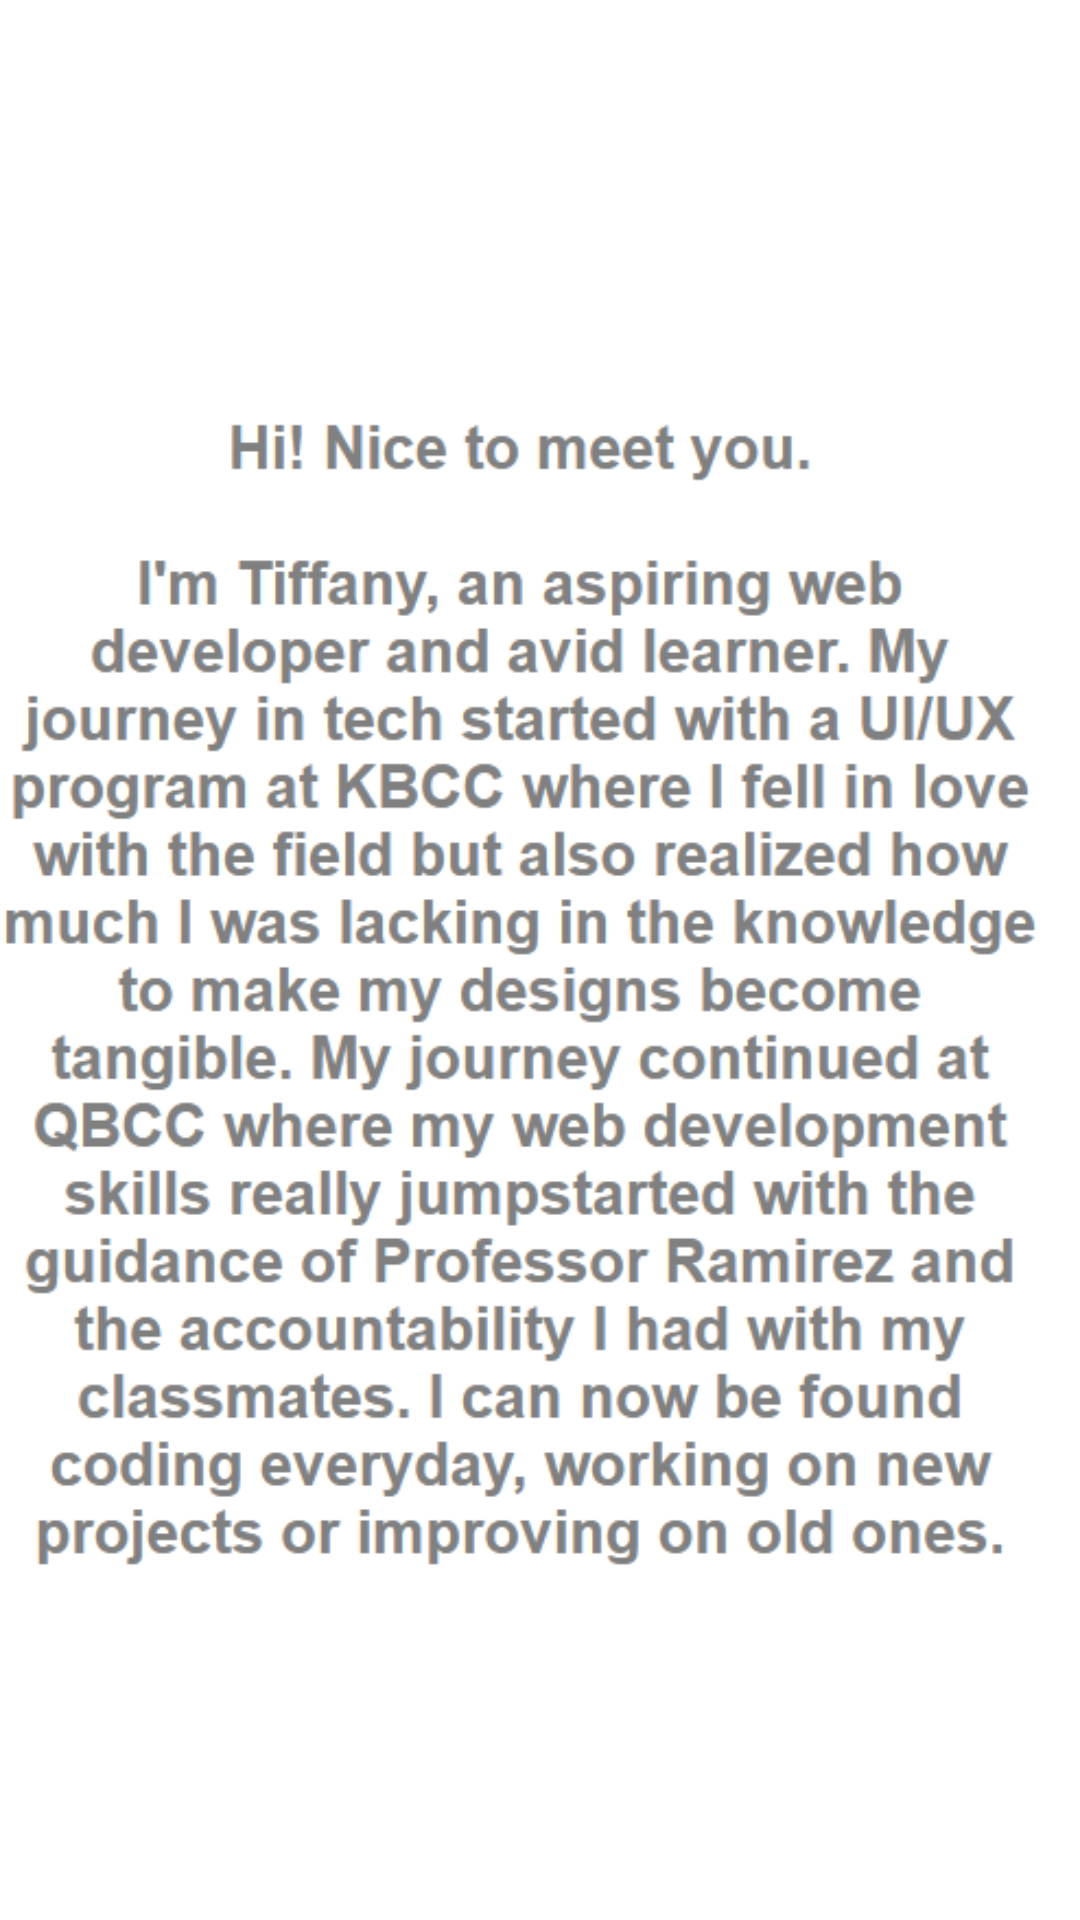 Hi! Nice to meet you.
I'm Tiffany, an aspiring web
developer and avid learner. My
journey in tech started with a UI/UX
program at KBCC where I fell in love
with the field but also realized how
much I was lacking in the knowledge
to make my designs become
tangible. My journey continued at
QBCC where my web development
skills really jumpstarted with the
guidance of Professor Ramirez and
the accountability I had with my
classmates. I can now be found
coding everyday, working on new
projects or improving on old ones.